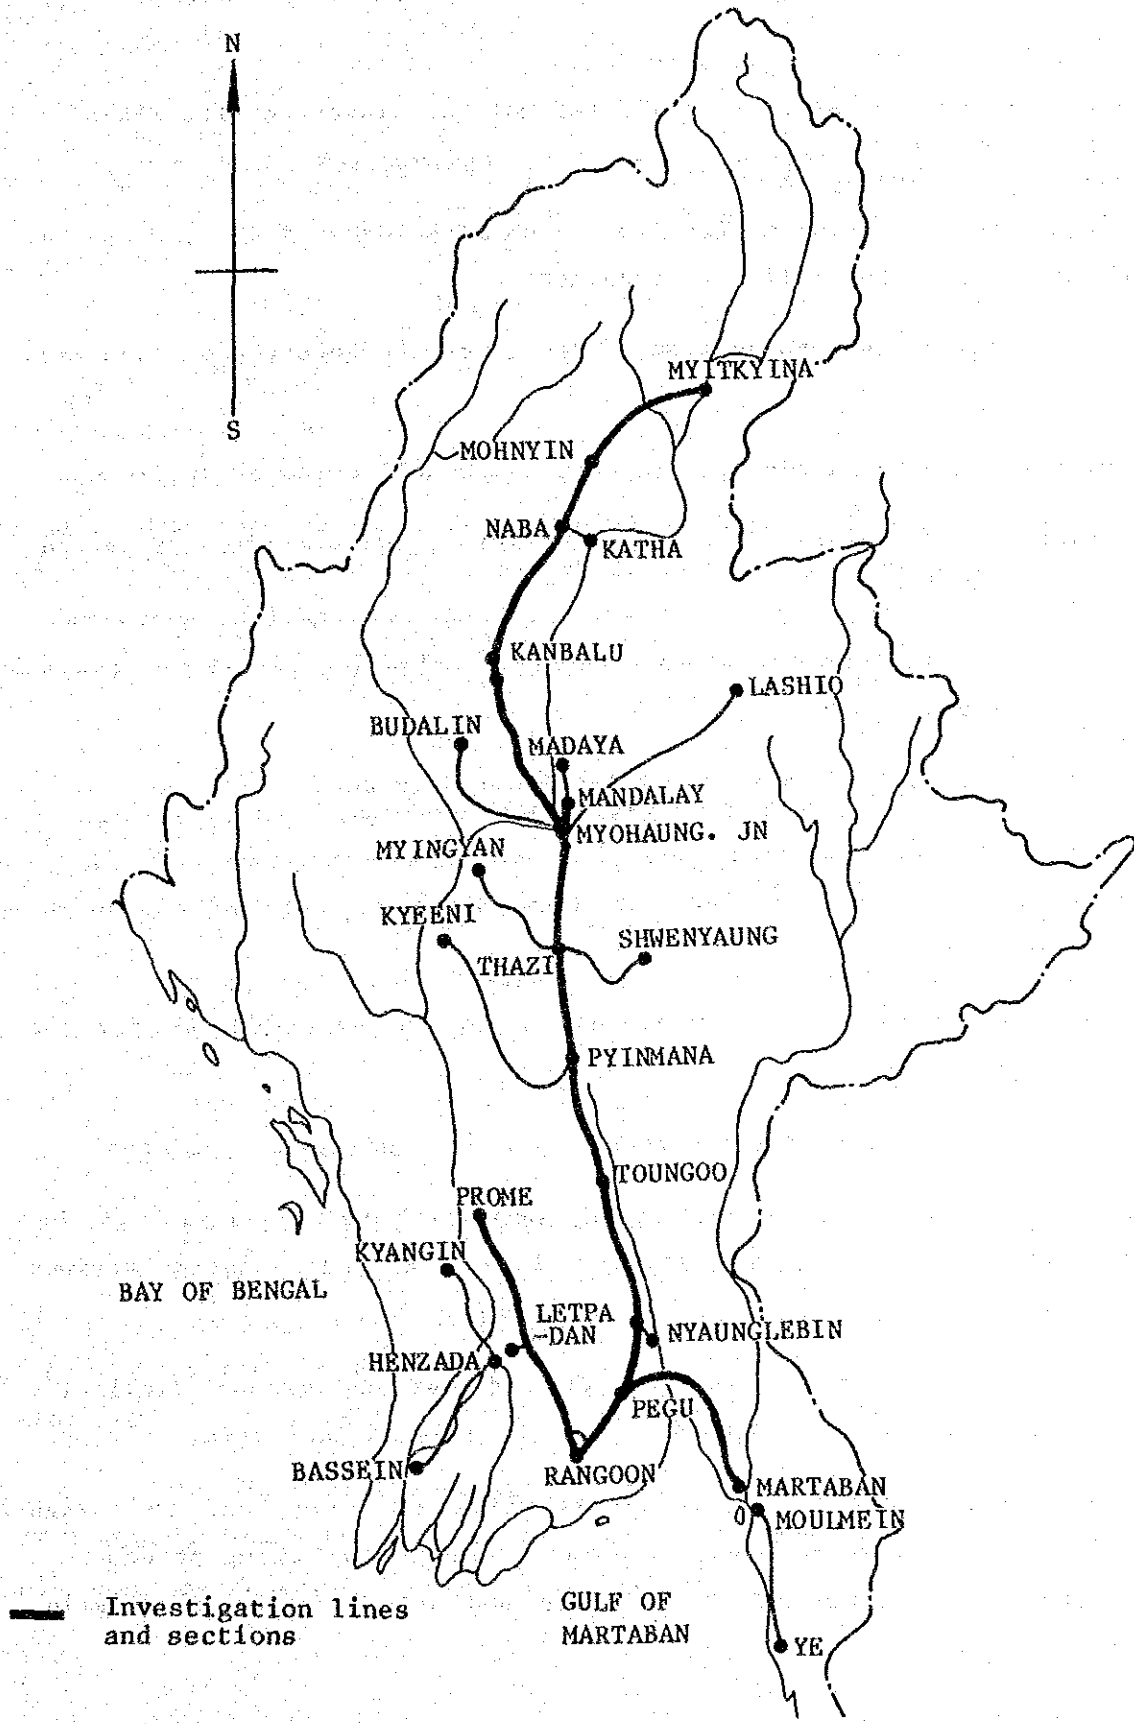 N
S
MYITKYINA
MOHNYIN
NABA
KATHA
KANBALU
LASHIO
BUDALIN
MADAYA
MANDALAY
MYOHAUNG. JN
MYINGYAN
KYEENI
SHWENYAUNG
THAZI
PYINMANA
TOUNGOO
PROME
KYANGIN
BAY OF BENGAL
LETPA
-DAN
NYAUNGLEBIN
HENZADA
PEGU
BASSEIN
RANGOON
MARTABAN
MOULMEIN
Investigation lines
and sections
GULF OF
MARTABAN
YE